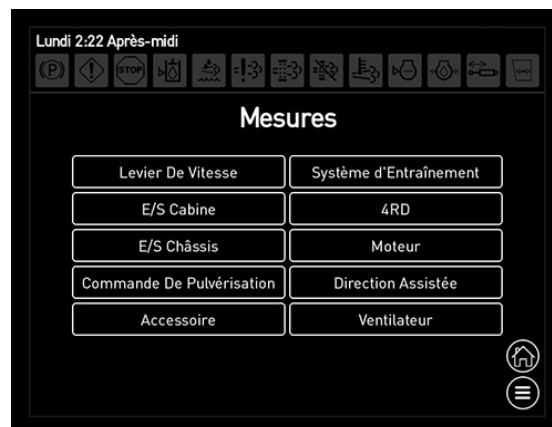 Lundi 2:22 Après-midi
(P)
STOP
Mesures
Levier De Vitesse
Système d'Entraînement
E/S Cabine
4RD
E/S Châssis
Moteur
Commande De Pulvérisation
Direction Assistée
Accessoire
Ventilateur